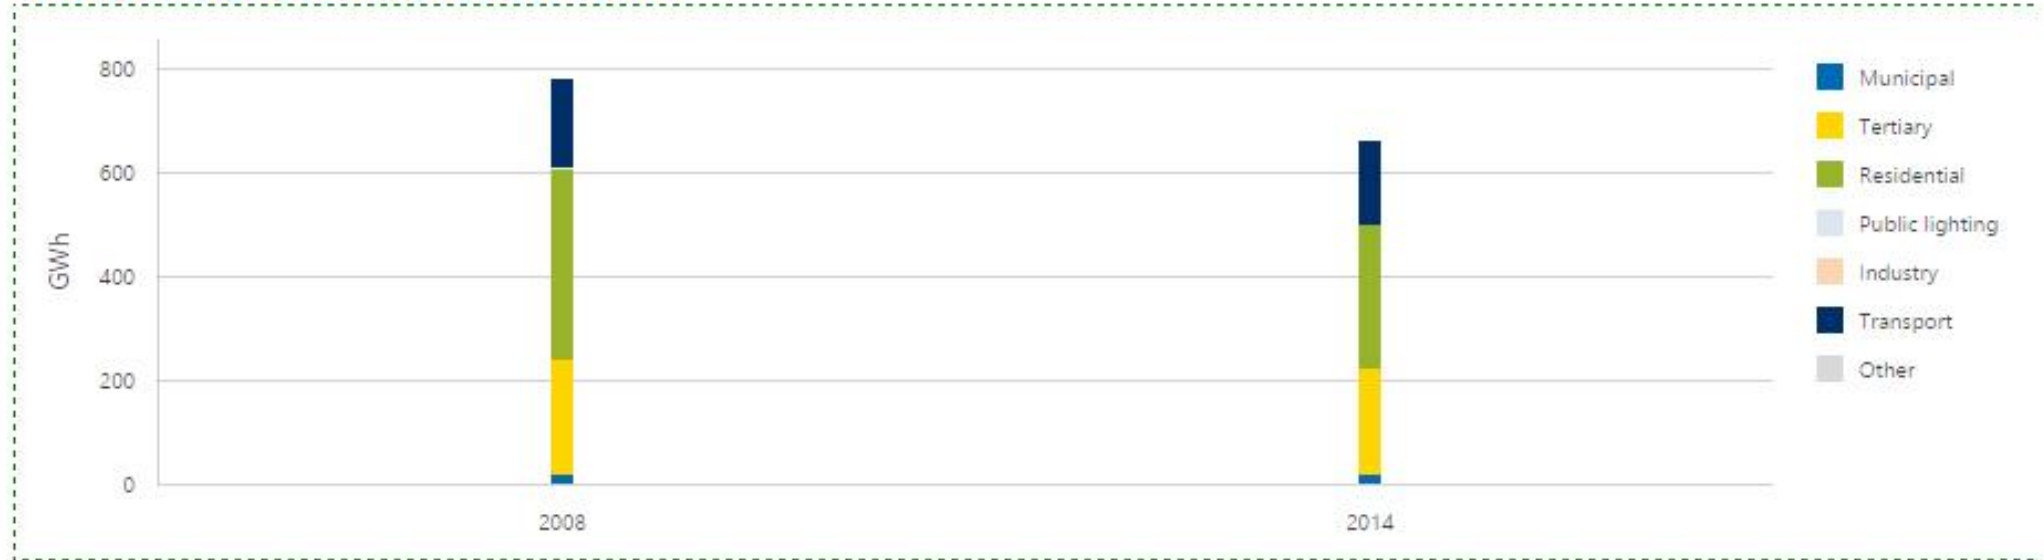 800
600
400
200
0
GWh
2008
2014
Municipal
Tertiary
Residential
Public lighting
Industry
Transport
Other